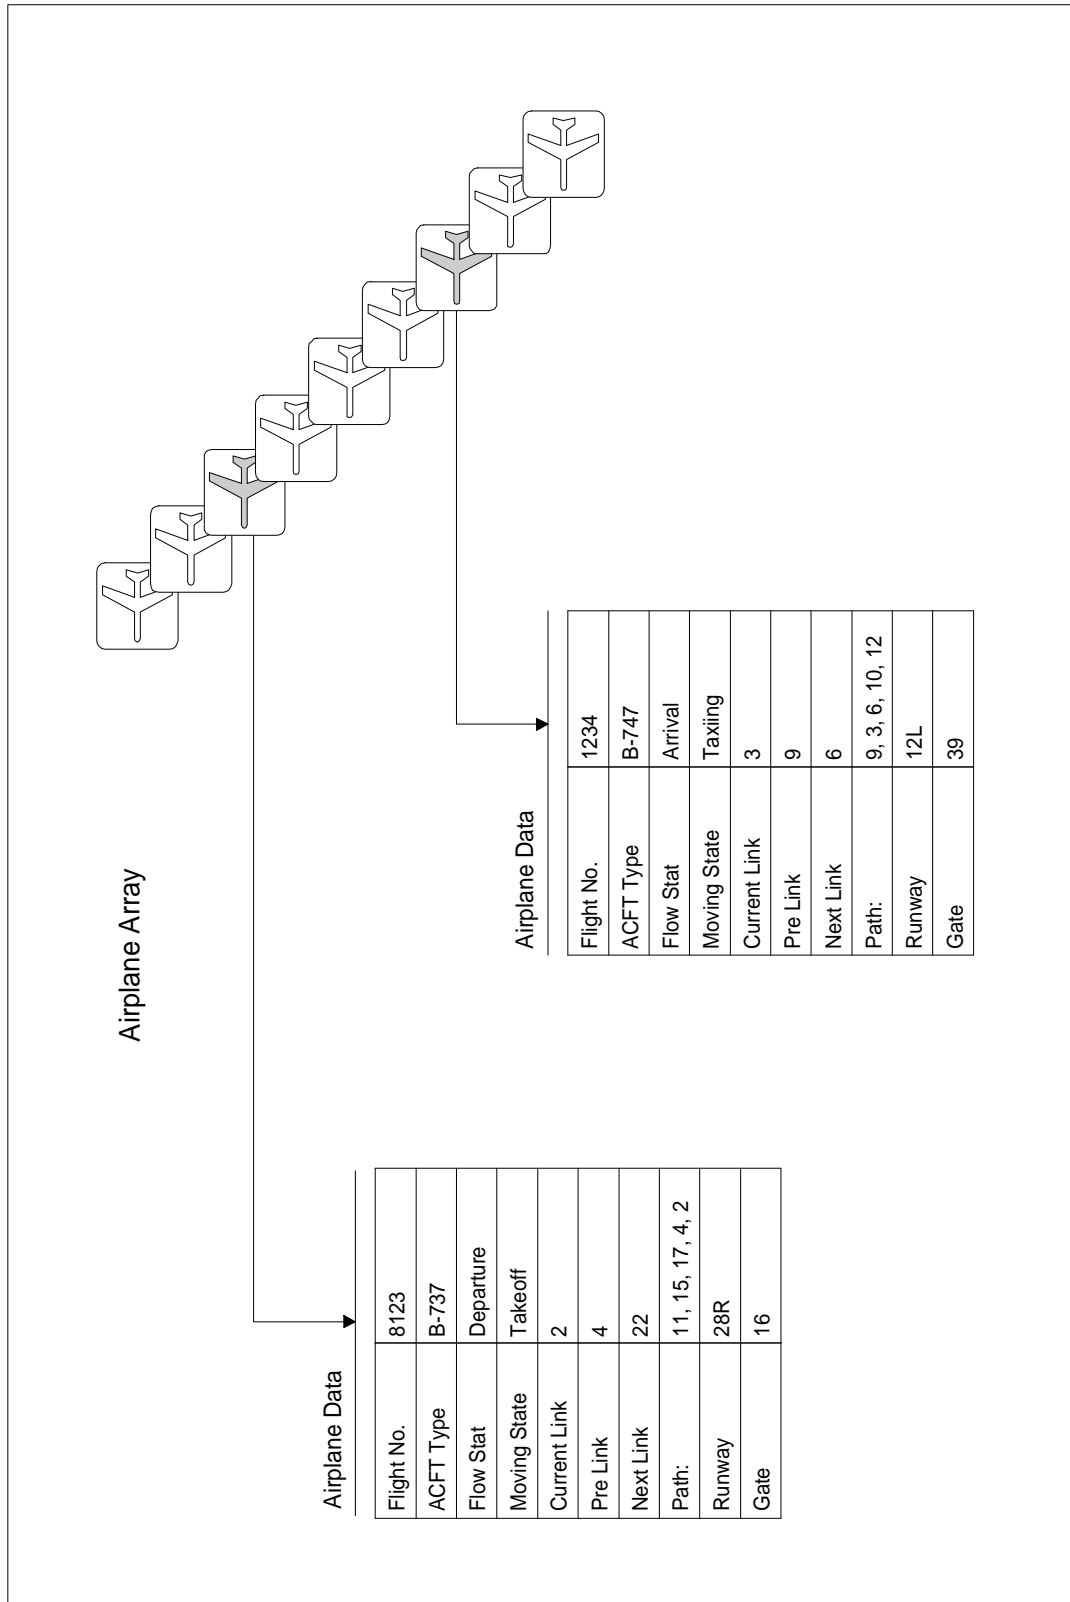 Airplane Array
Airplane Data
Flight No. 8123
ACFT Type B-737
Flow Stat Departure
Moving State Takeoff
Current Link 2
Pre Link 4
Next Link 22
Path: 11, 15, 17, 4, 2
Runway 28R
Gate 16
Airplane Data
Flight No. 1234
ACFT Type B-747
Flow Stat Arrival
Moving State Taxiing
Current Link 3
Pre Link 9
Next Link 6
Path: 9, 3, 6, 10, 12
Runway 12L
Gate 39